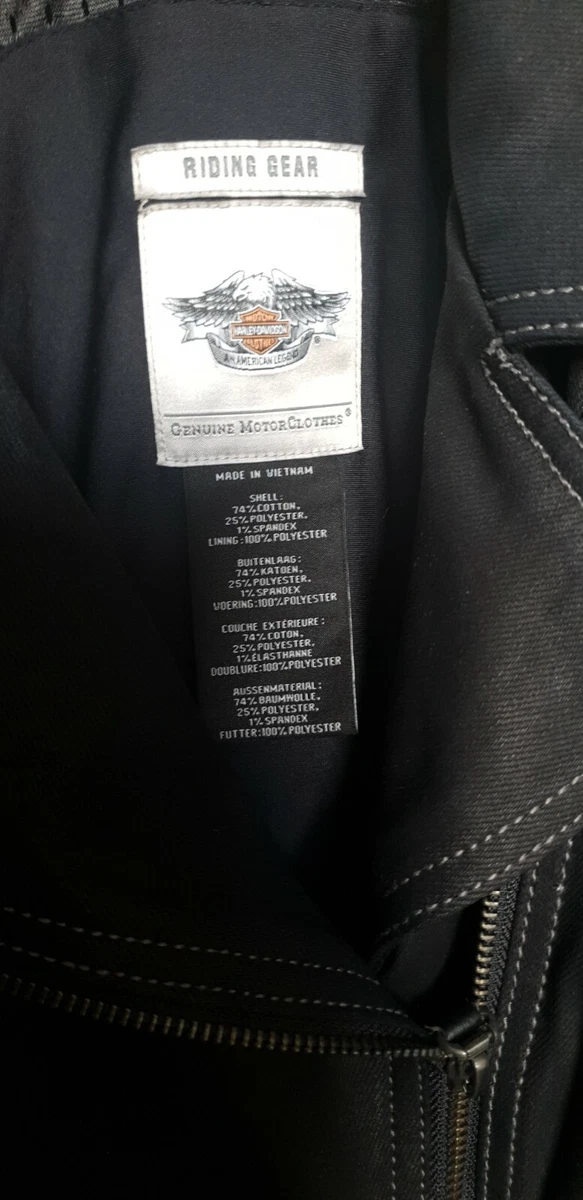 RIDING GEAR
MOTOR
HARLEY-DAVIDSON
CLOTHES
AN AMERICAN LEGEND
®
GENUINE MOTORCLOTHES®
MADE IN VIETNAM
SHELL:
74%COTTON,
25%POLYESTER,
1%SPANDEX
LINING:100%POLYESTER
BUITENLAAG:
74%KATOEN,
25%POLYESTER,
1%SPANDEX
VOERING:100%POLYESTER
COUCHE EXTÉRIEURE:
74%COTON,
25%POLYESTER,
1%ÉLASTHANNE
DOUBLURE:100%POLYESTER
AUSSENMATERIAL:
74%BAUMWOLLE,
25%POLYESTER,
1%SPANDEX
FUTTER:100%POLYESTER